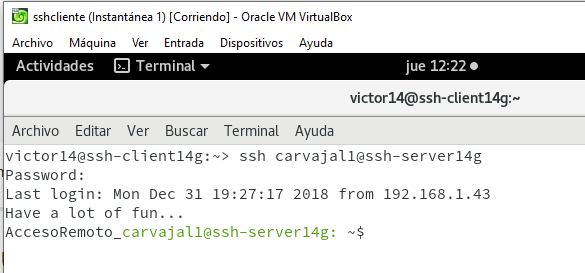 sshcliente (Instantánea 1) [Corriendo] - Oracle VM VirtualBox
Archivo Máquina Ver Entrada Dispositivos Ayuda
Actividades Terminal jue 12:22
victor14@ssh-client14g:~
Archivo Editar Ver Buscar Terminal Ayuda
victor14@ssh-client14g:~> ssh carvajal1@ssh-server14g
Password:
Last login: Mon Dec 31 19:27:17 2018 from 192.168.1.43
Have a lot of fun...
AccesoRemoto_carvajal1@ssh-server14g: ~$